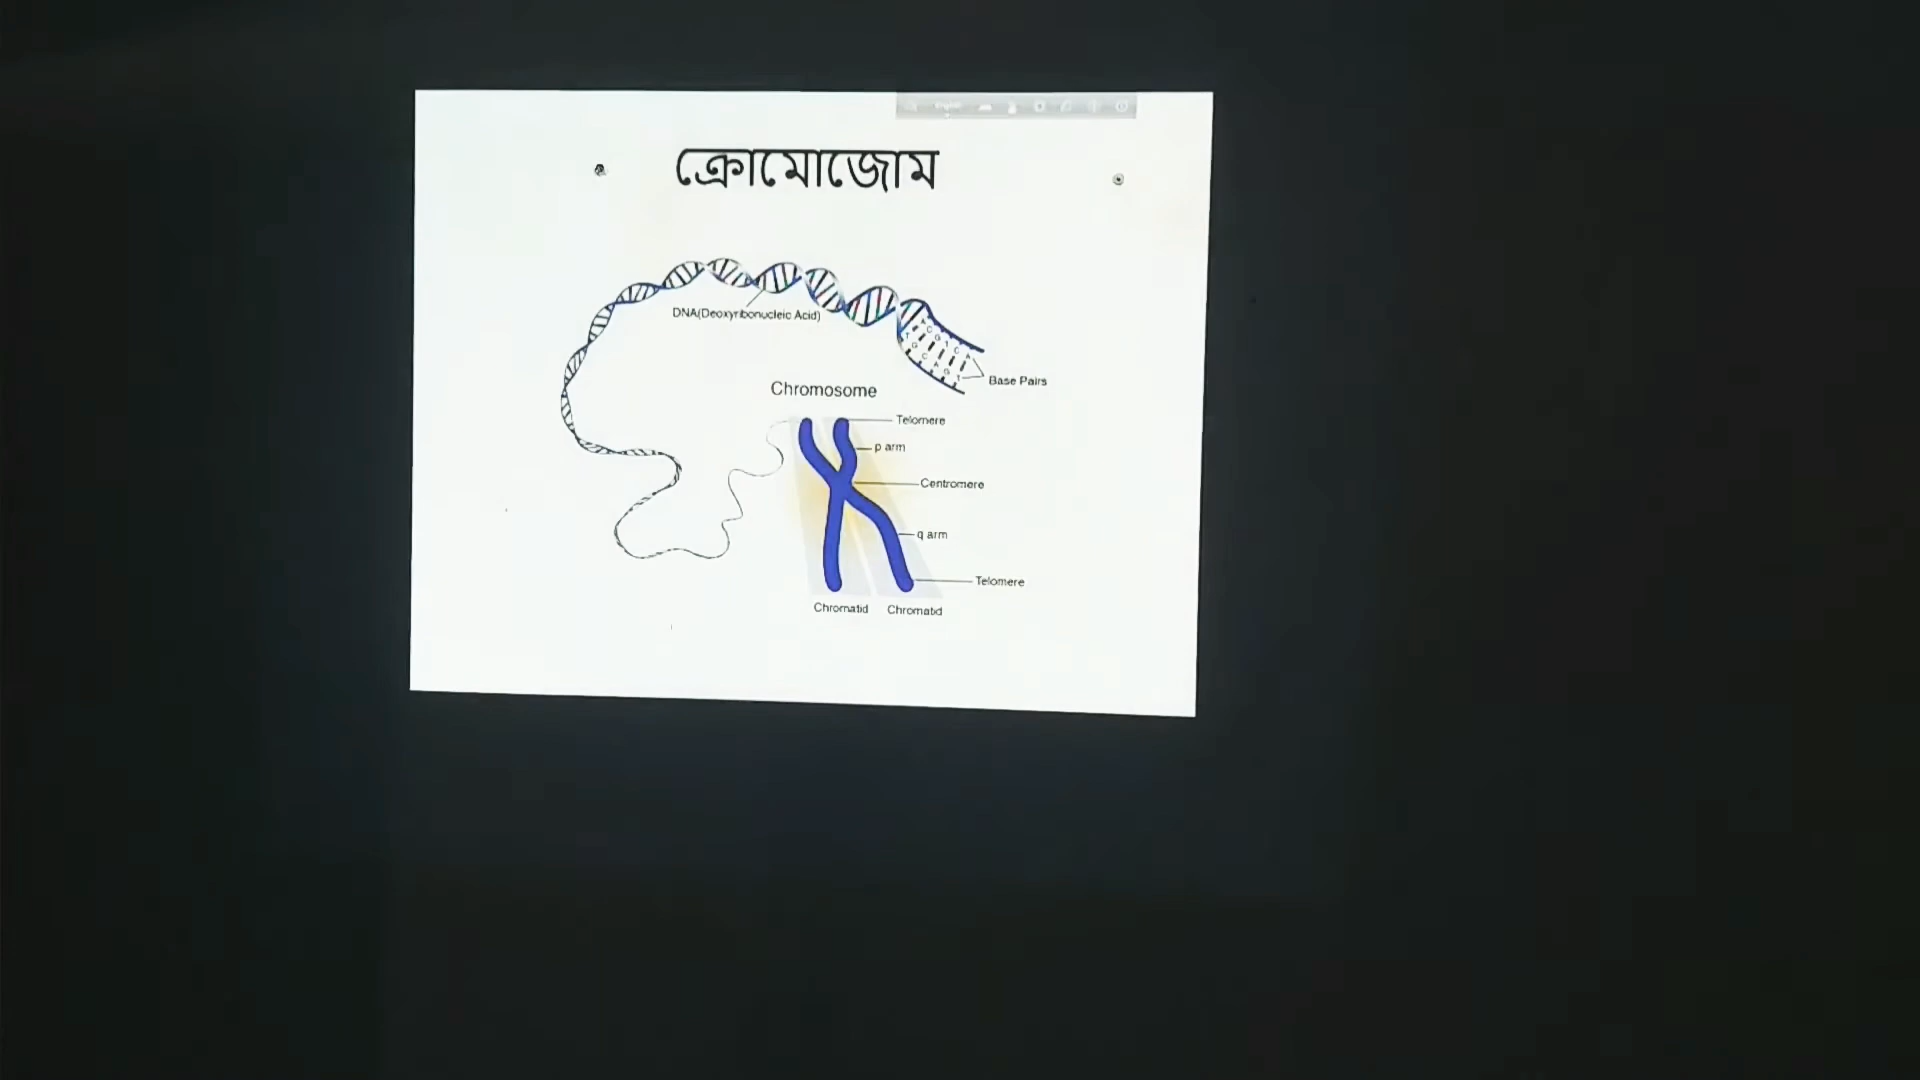 ক্রোমোজোম
DNA(Deoxyribonucleic Acid)
A C G T C A
T G C A G T
Base Pairs
Chromosome
Telomere
p arm
Centromere
q arm
Telomere
Chromatid Chromatid